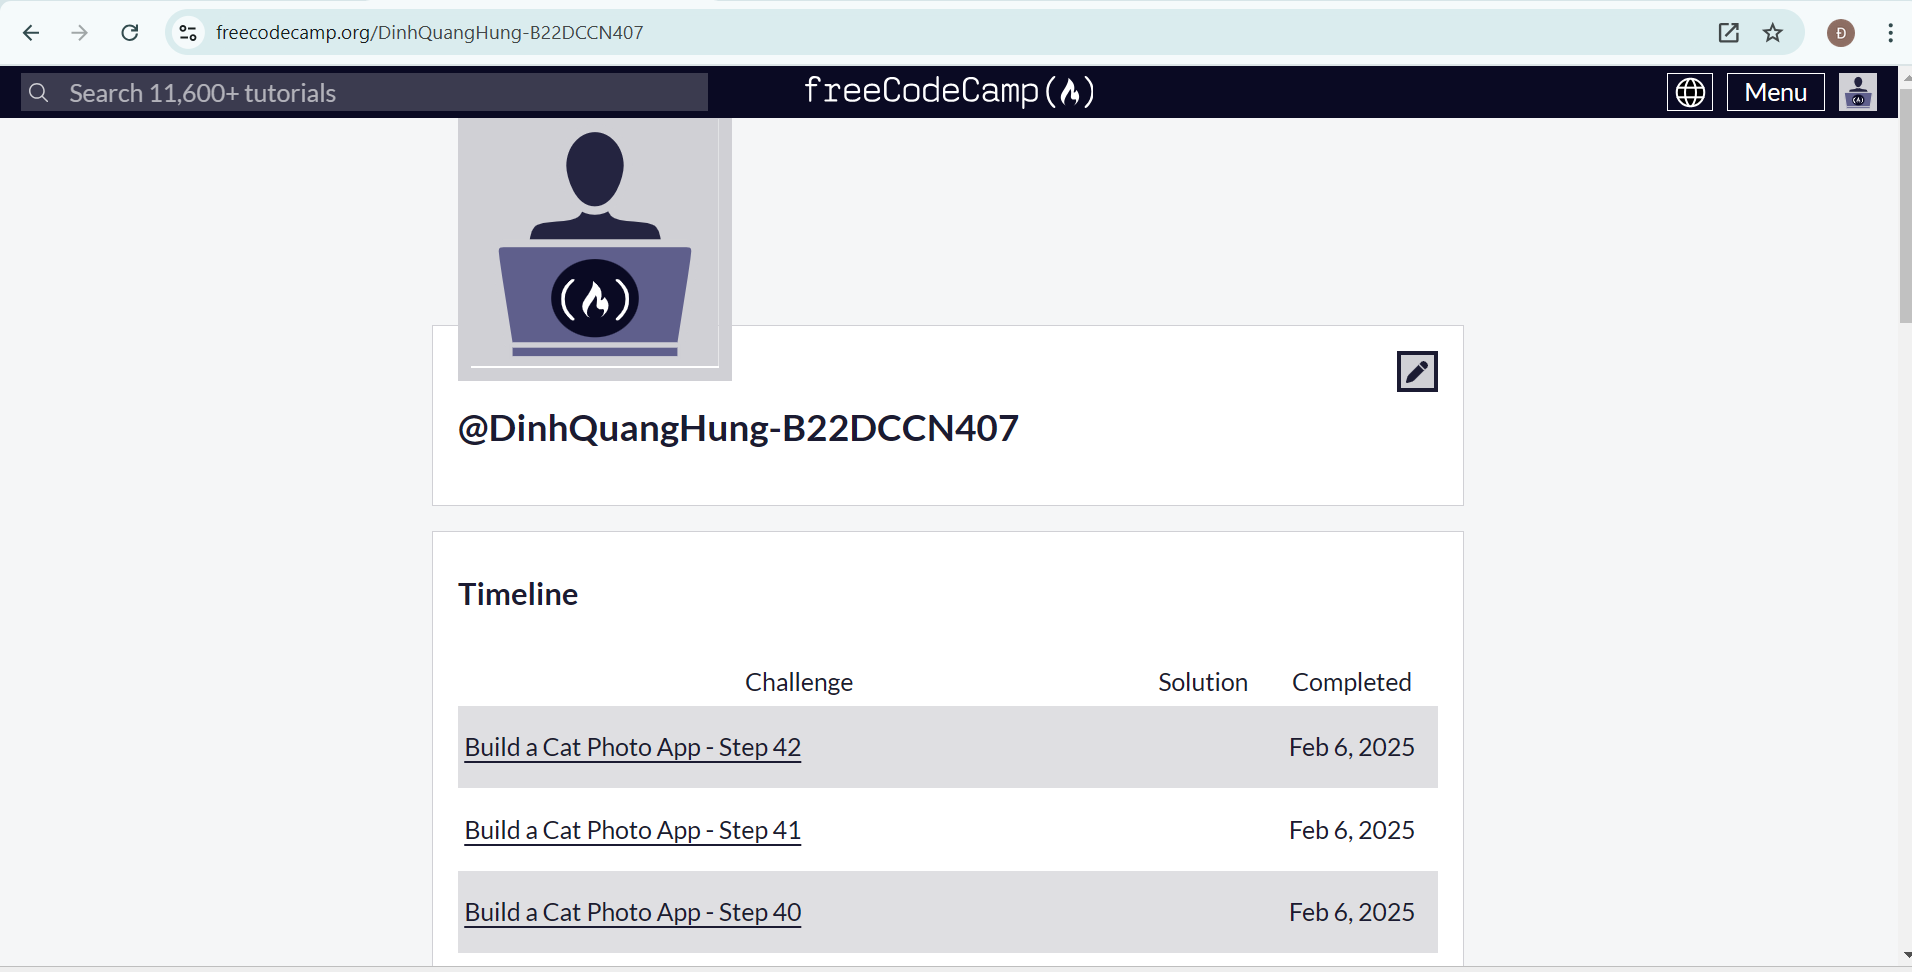 freecodecamp.org/DinhQuangHung-B22DCCN407
Đ
Search 11,600+ tutorials
freeCodeCamp
Menu
@DinhQuangHung-B22DCCN407
Timeline
Challenge Solution Completed
Build a Cat Photo App - Step 42 Feb 6, 2025
Build a Cat Photo App - Step 41 Feb 6, 2025
Build a Cat Photo App - Step 40 Feb 6, 2025